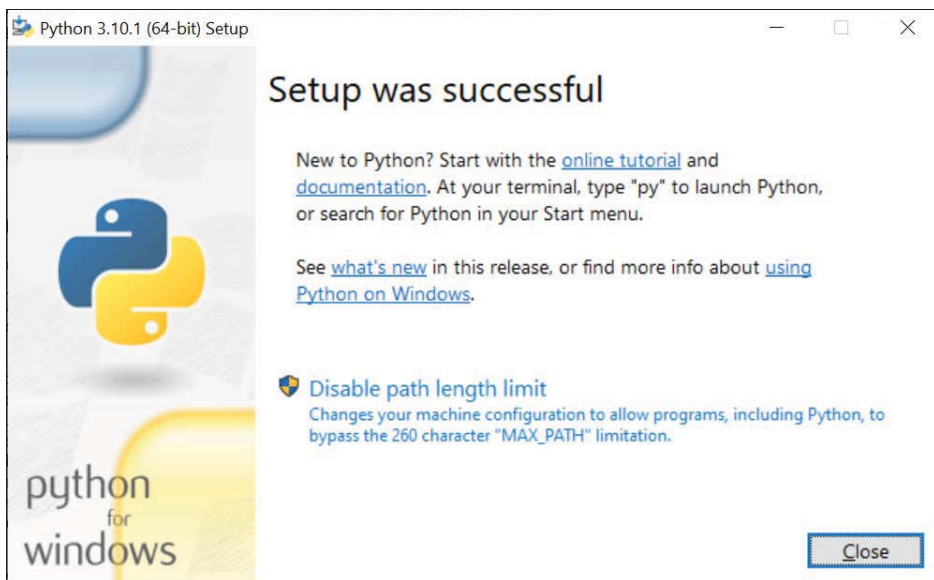 Python 3.10.1 (64-bit) Setup
Setup was successful
New to Python? Start with the online tutorial and
documentation. At your terminal, type "py" to launch Python,
or search for Python in your Start menu.
See what's new in this release, or find more info about using
Python on Windows.
Disable path length limit
Changes your machine configuration to allow programs, including Python, to
bypass the 260 character "MAX_PATH" limitation.
python
for
windows
Close